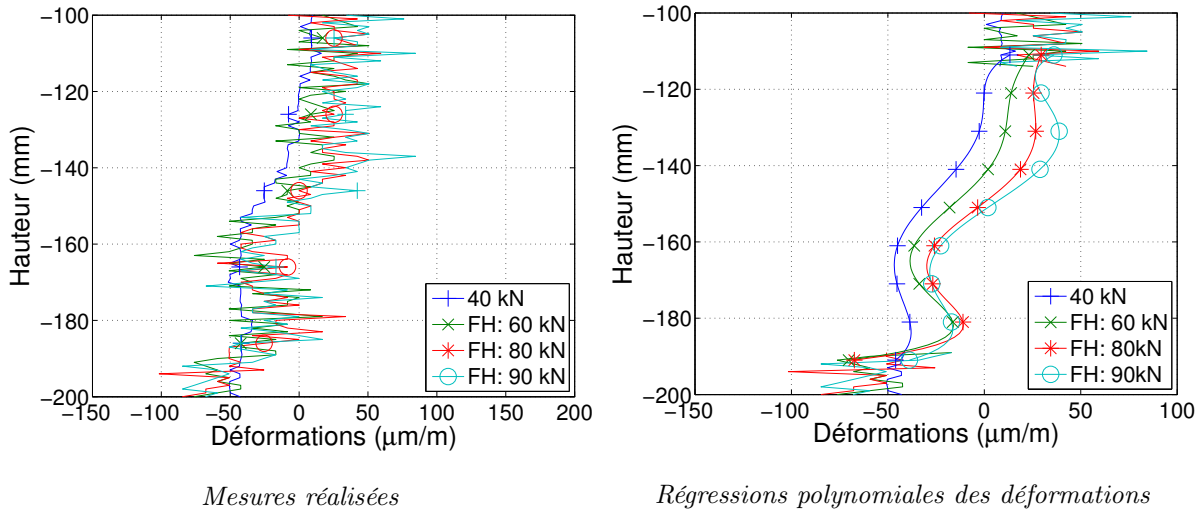 −100
−120
−140
−160
−180
−200
Hauteur (mm)
−150 −100 −50 0 50 100 150 200
Déformations (μm/m)
40 kN
FH: 60 kN
FH: 80 kN
FH: 90 kN
Mesures réalisées
−100
−120
−140
−160
−180
−200
Hauteur (mm)
−150 −100 −50 0 50 100
Déformations (μm/m)
40 kN
FH: 60 kN
FH: 80kN
FH: 90kN
Régressions polynomiales des déformations